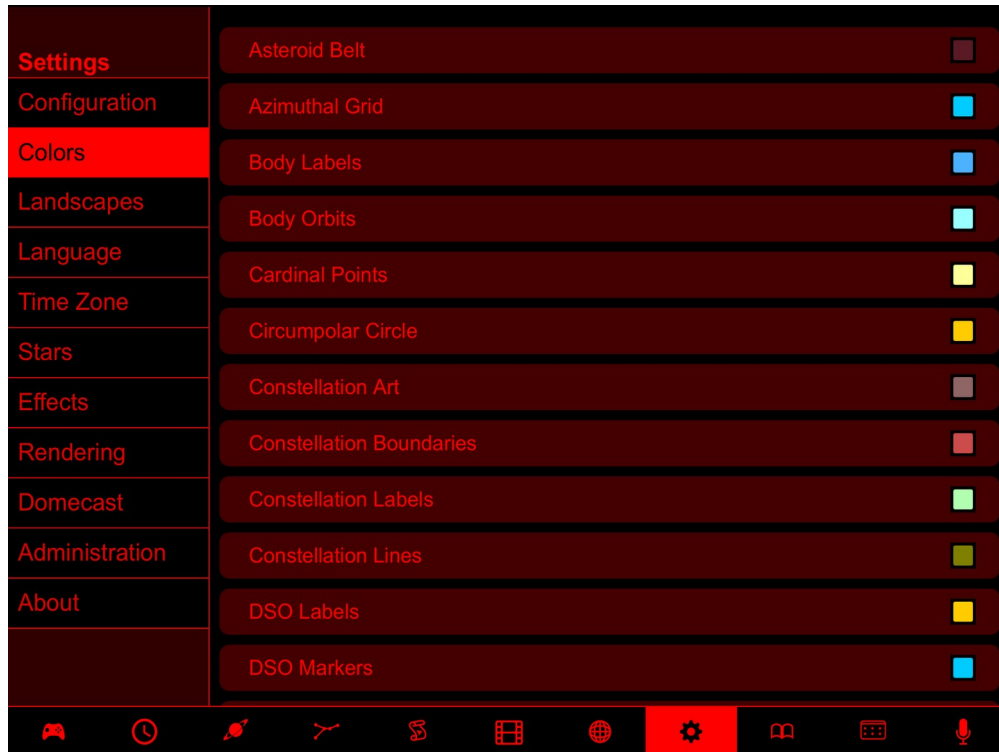 Settings
Configuration
Colors
Landscapes
Language
Time Zone
Stars
Effects
Rendering
Domecast
Administration
About
Asteroid Belt
Azimuthal Grid
Body Labels
Body Orbits
Cardinal Points
Circumpolar Circle
Constellation Art
Constellation Boundaries
Constellation Labels
Constellation Lines
DSO Labels
DSO Markers